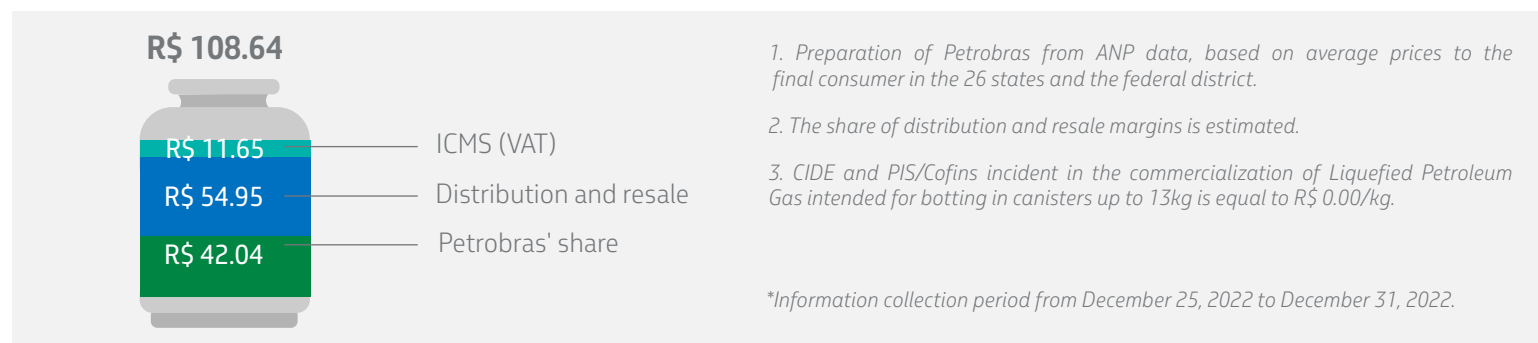 R$ 108.64
R$ 11.65
ICMS (VAT)
R$ 54.95
Distribution and resale
R$ 42.04
Petrobras' share
1. Preparation of Petrobras from ANP data, based on average prices to the
final consumer in the 26 states and the federal district.
2. The share of distribution and resale margins is estimated.
3. CIDE and PIS/Cofins incident in the commercialization of Liquefied Petroleum
Gas intended for botting in canisters up to 13kg is equal to R$ 0.00/kg.
*Information collection period from December 25, 2022 to December 31, 2022.